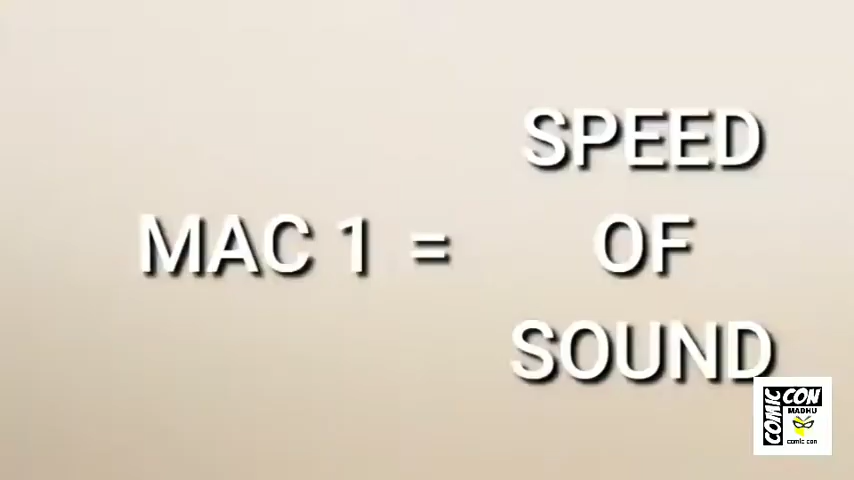 SPEED
MAC 1 = OF
SOUND
COMIC CON
MADHU
comic con